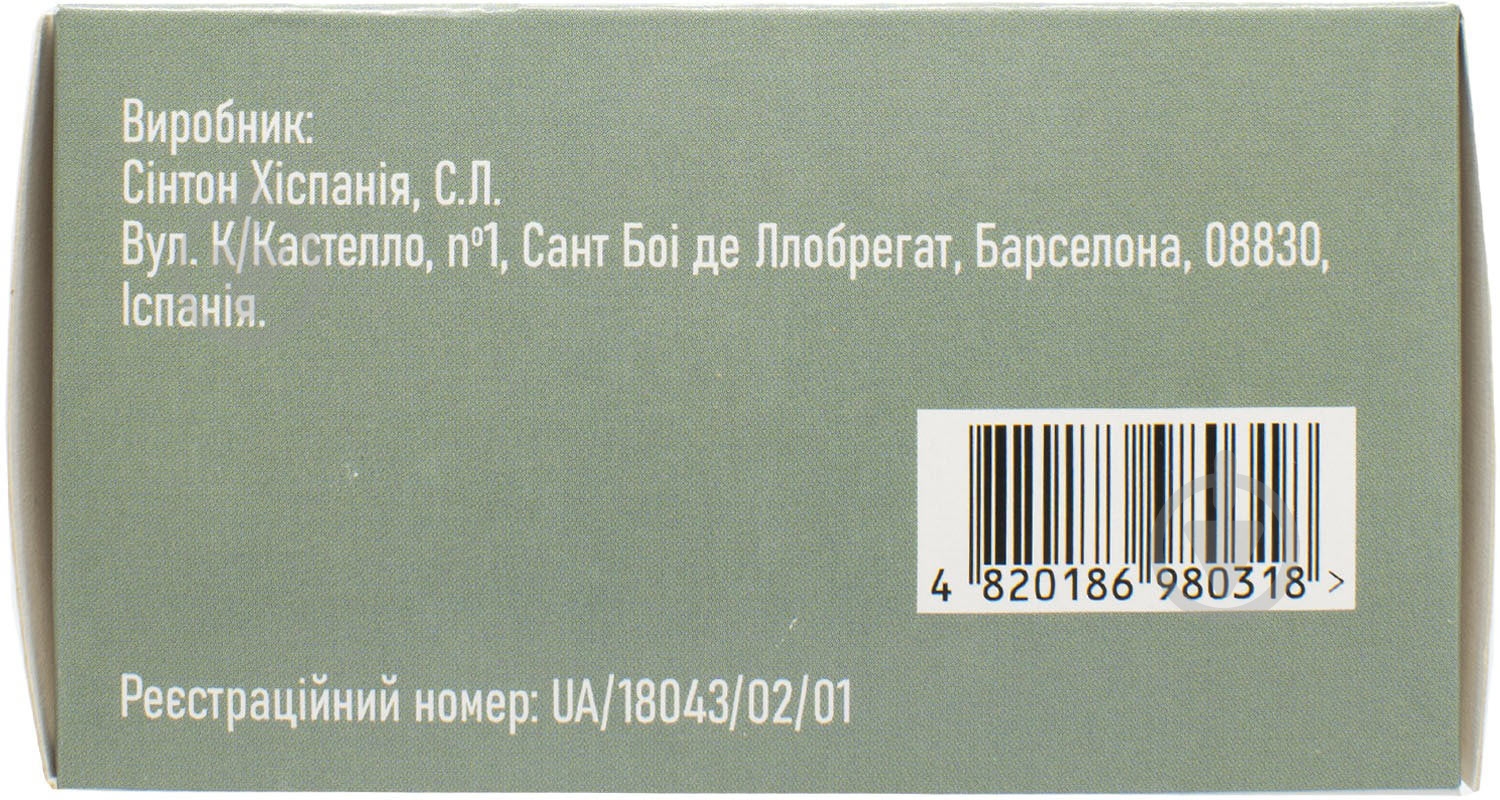 Виробник:
Сінтон Хіспанія, С.Л.
Вул. К/Кастелло, nº1, Сант Боі де Ллобрегат, Барселона, 08830,
Іспанія.
4 820186 980318 >
Реєстраційний номер: UA/18043/02/01